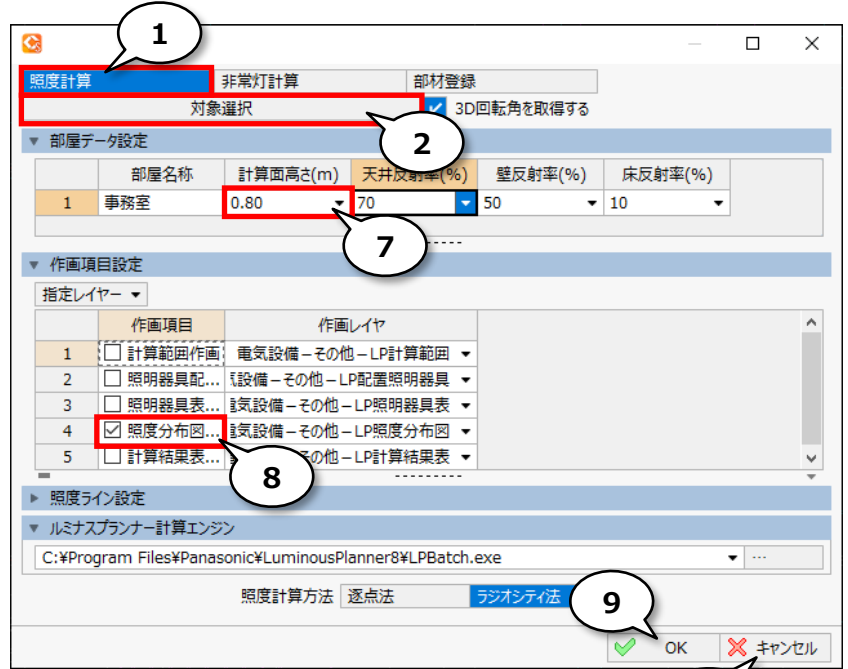 1
照度計算 非常灯計算 部材登録
対象選択 3D回転角を取得する
2
部屋データ設定
部屋名称 計算面高さ(m) 天井反射率(%) 壁反射率(%) 床反射率(%)
1 事務室 0.80 70 50 10
7
作画項目設定
指定レイヤー
作画項目 作画レイヤ
1 計算範囲作画 電気設備－その他－LP計算範囲
2 照明器具配... 設備－その他－LP配置照明器具
3 照明器具表... 電気設備－その他－LP照明器具表
4 照度分布図... 電気設備－その他－LP照度分布図
5 計算結果表... その他－LP計算結果表
8
照度ライン設定
ルミナスプランナー計算エンジン
C:¥Program Files¥Panasonic¥LuminousPlanner8¥LPBatch.exe ...
照度計算方法 逐点法 ラジオシティ法
9
OK キャンセル